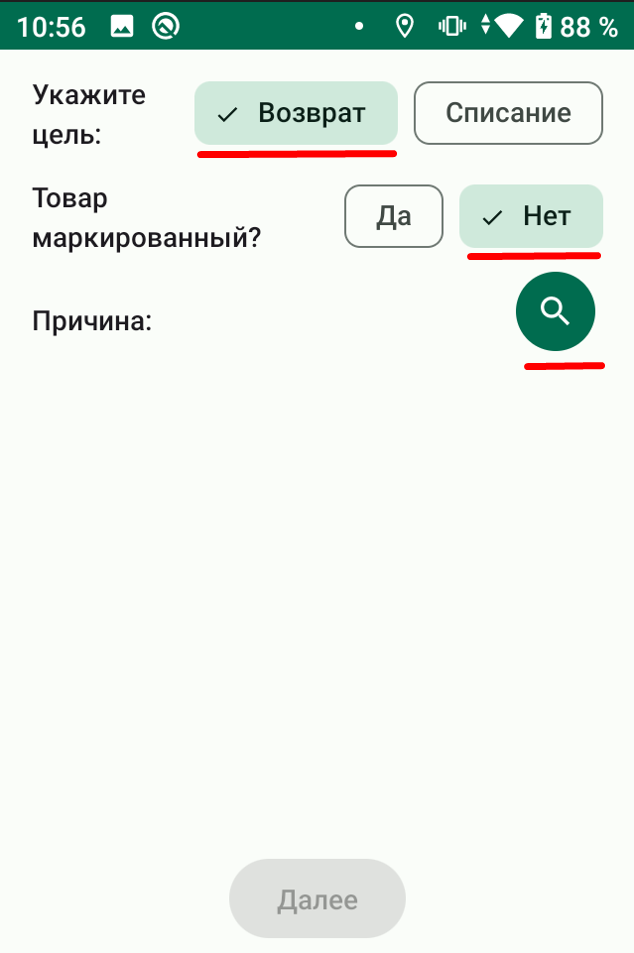 10:56 88 %
Укажите
цель:
Возврат Списание
Товар
маркированный?
Да Нет
Причина:
Далее